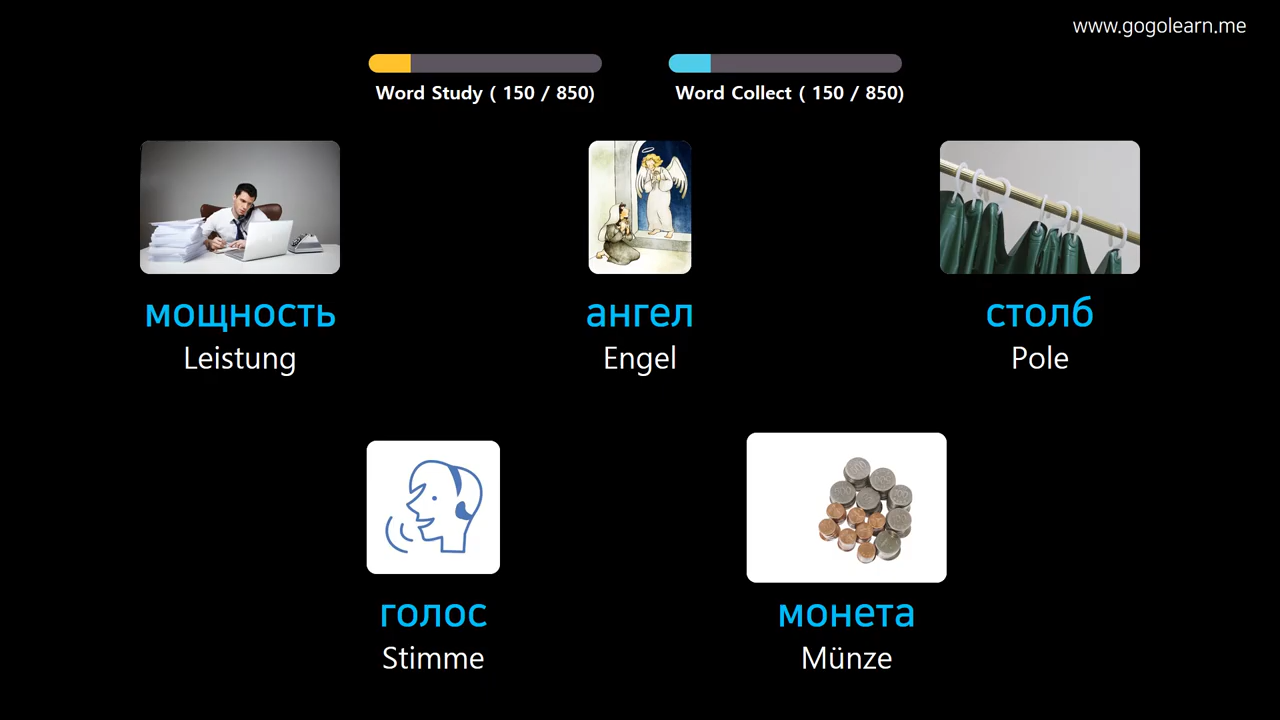 www.gogolearn.me
Word Study ( 150 / 850)
Word Collect ( 150 / 850)
мощность
Leistung
ангел
Engel
столб
Pole
голос
Stimme
монета
Münze